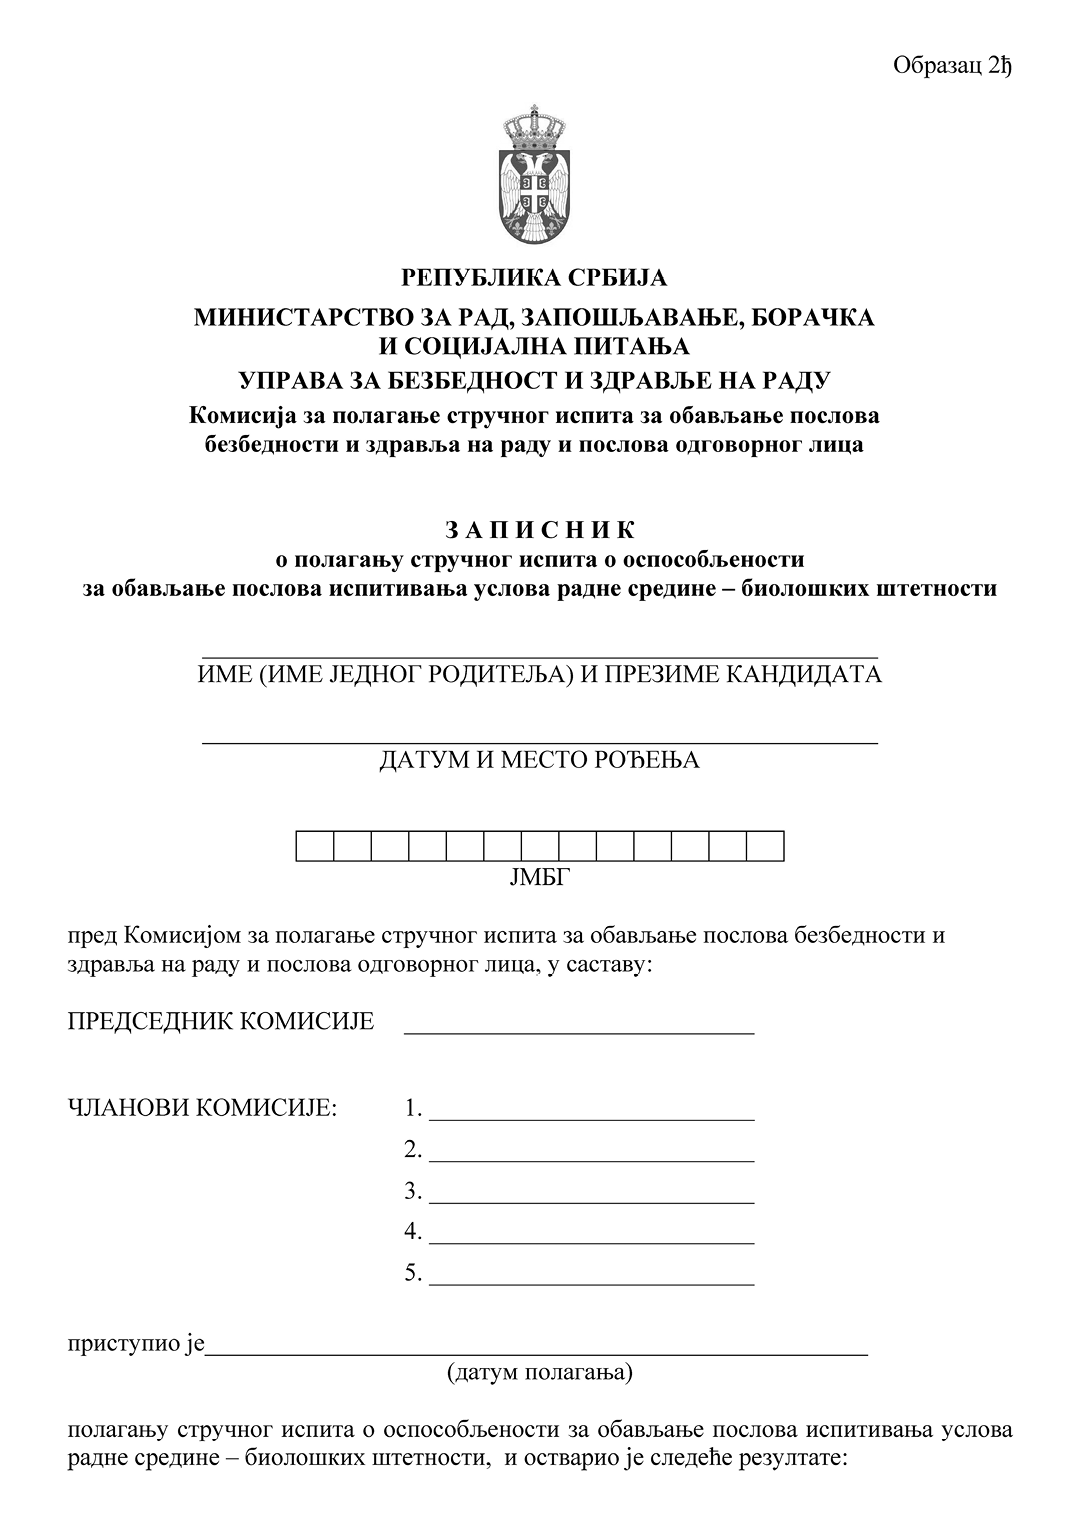 Образац 2ђ
РЕПУБЛИКА СРБИЈА
МИНИСТАРСТВО ЗА РАД, ЗАПОШЉАВАЊЕ, БОРАЧКА
И СОЦИЈАЛНА ПИТАЊА
УПРАВА ЗА БЕЗБЕДНОСТ И ЗДРАВЉЕ НА РАДУ
Комисија за полагање стручног испита за обављање послова
безбедности и здравља на раду и послова одговорног лица
З А П И С Н И К
о полагању стручног испита о оспособљености
за обављање послова испитивања услова радне средине – биолошких штетности
ИМЕ (ИМЕ ЈЕДНОГ РОДИТЕЉА) И ПРЕЗИМЕ КАНДИДАТА
ДАТУМ И МЕСТО РОЂЕЊА
ЈМБГ
пред Комисијом за полагање стручног испита за обављање послова безбедности и
здравља на раду и послова одговорног лица, у саставу:
ПРЕДСЕДНИК КОМИСИЈЕ
ЧЛАНОВИ КОМИСИЈЕ: 1.
2.
3.
4.
5.
приступио је
(датум полагања)
полагању стручног испита о оспособљености за обављање послова испитивања услова
радне средине – биолошких штетности, и остварио је следеће резултате: